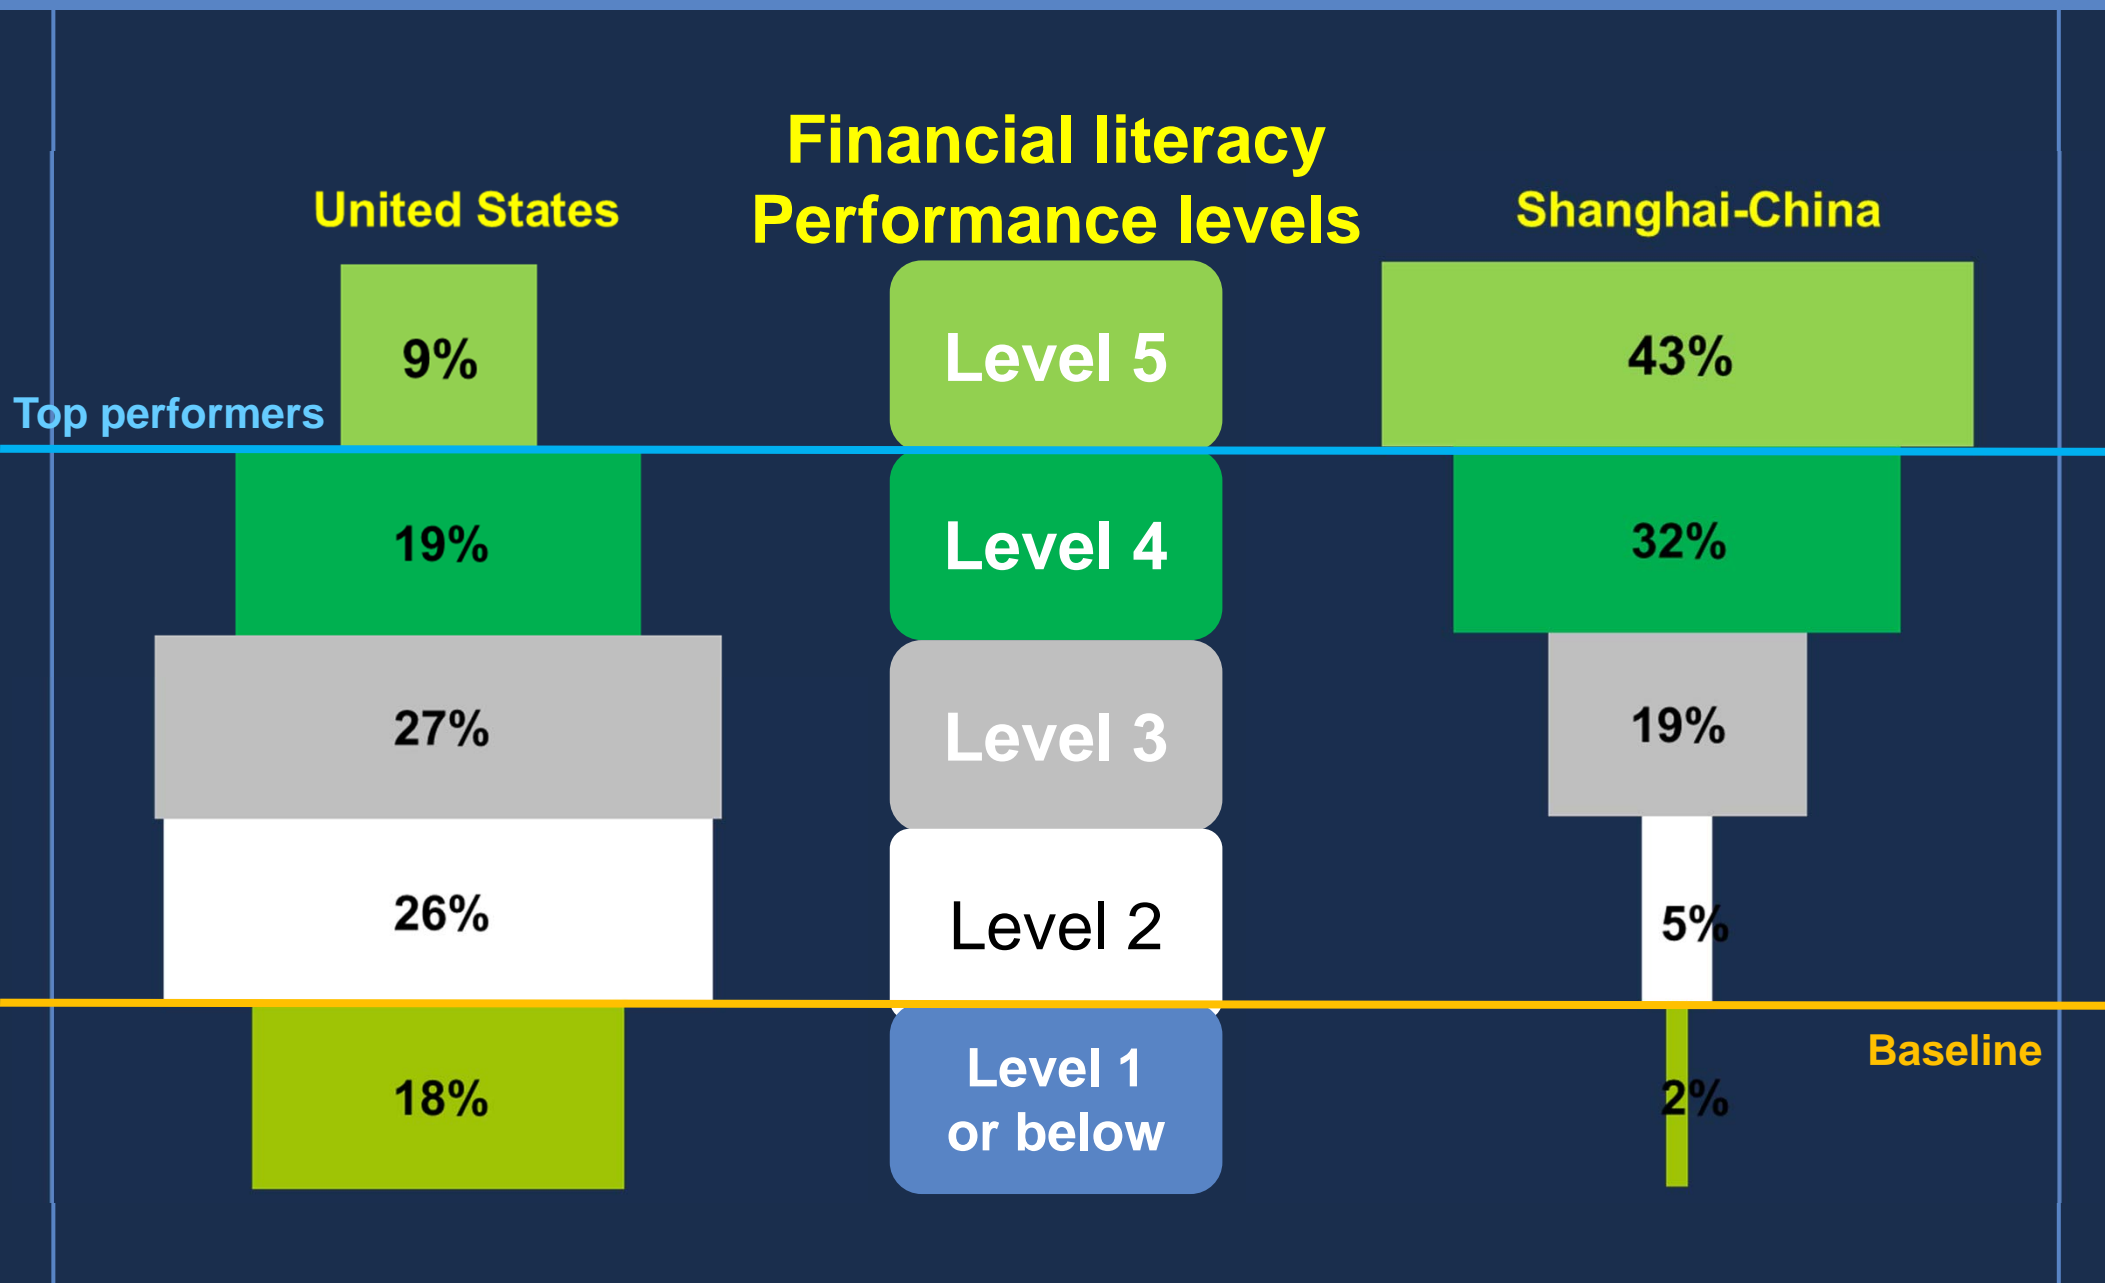 Financial literacy
Performance levels
United States
Shanghai-China
9%
Level 5
43%
Top performers
19%
Level 4
32%
27%
Level 3
19%
26%
Level 2
5%
Baseline
18%
Level 1
or below
2%